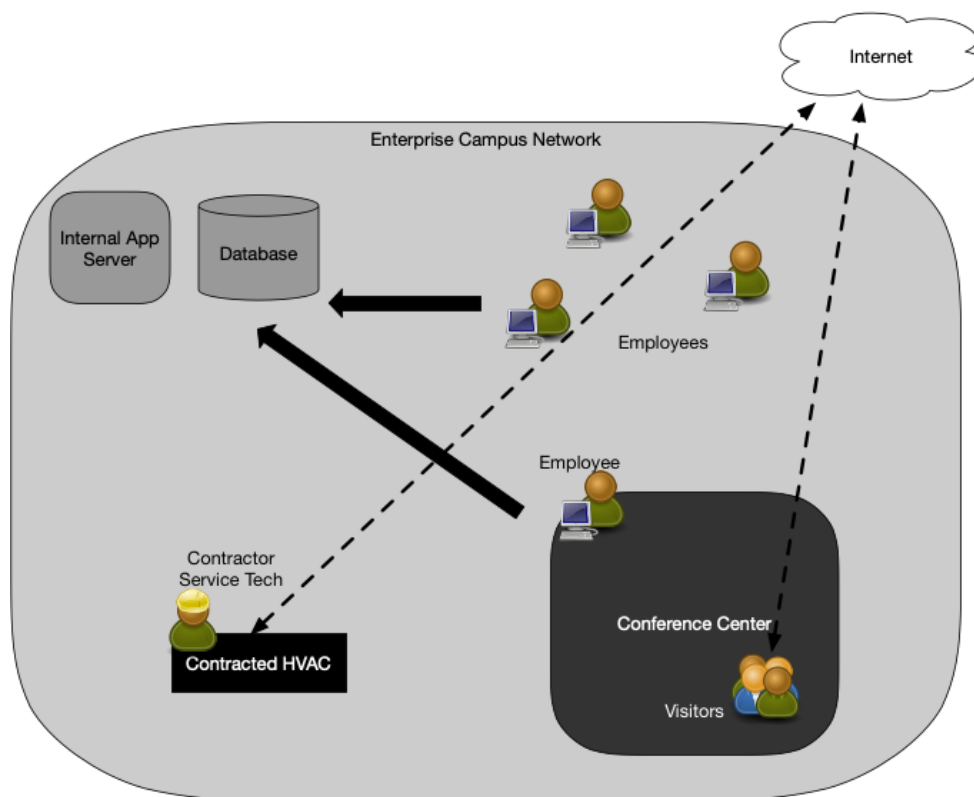 Internet
Enterprise Campus Network
Internal App
Server
Database
Employees
Employee
Contractor
Service Tech
Conference Center
Contracted HVAC
Visitors